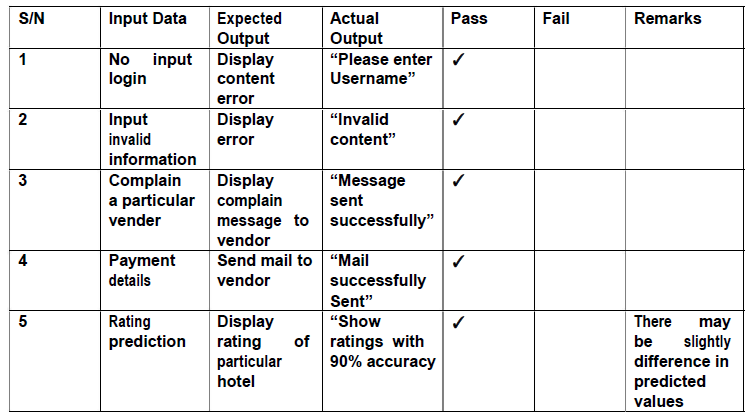 S/N Input Data Expected Output Actual Output Pass Fail Remarks
1 No input login Display content error “Please enter Username” ✓
2 Input invalid information Display error “Invalid content” ✓
3 Complain a particular vender Display complain message to vendor “Message sent successfully” ✓
4 Payment details Send mail to vendor “Mail successfully Sent” ✓
5 Rating prediction Display rating of particular hotel “Show ratings with 90% accuracy ✓ There may be slightly difference in predicted values